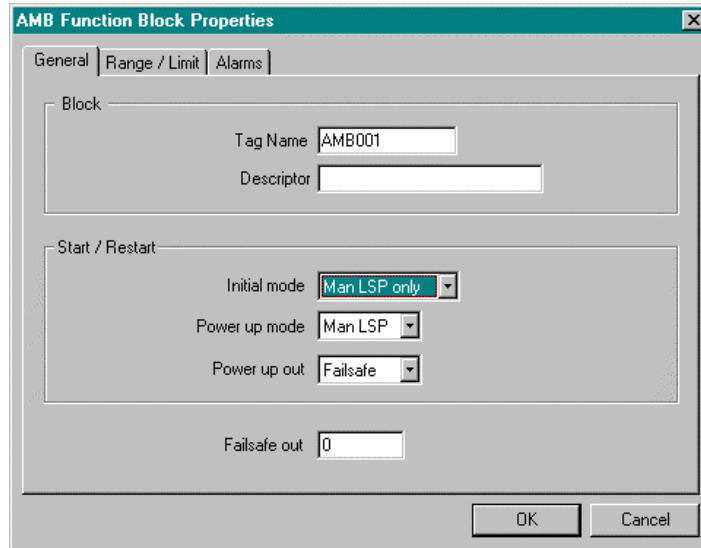 AMB Function Block Properties
General Range / Limit Alarms
Block
Tag Name AMB001
Descriptor
Start / Restart
Initial mode Man LSP only
Power up mode Man LSP
Power up out Failsafe
Failsafe out 0
OK Cancel